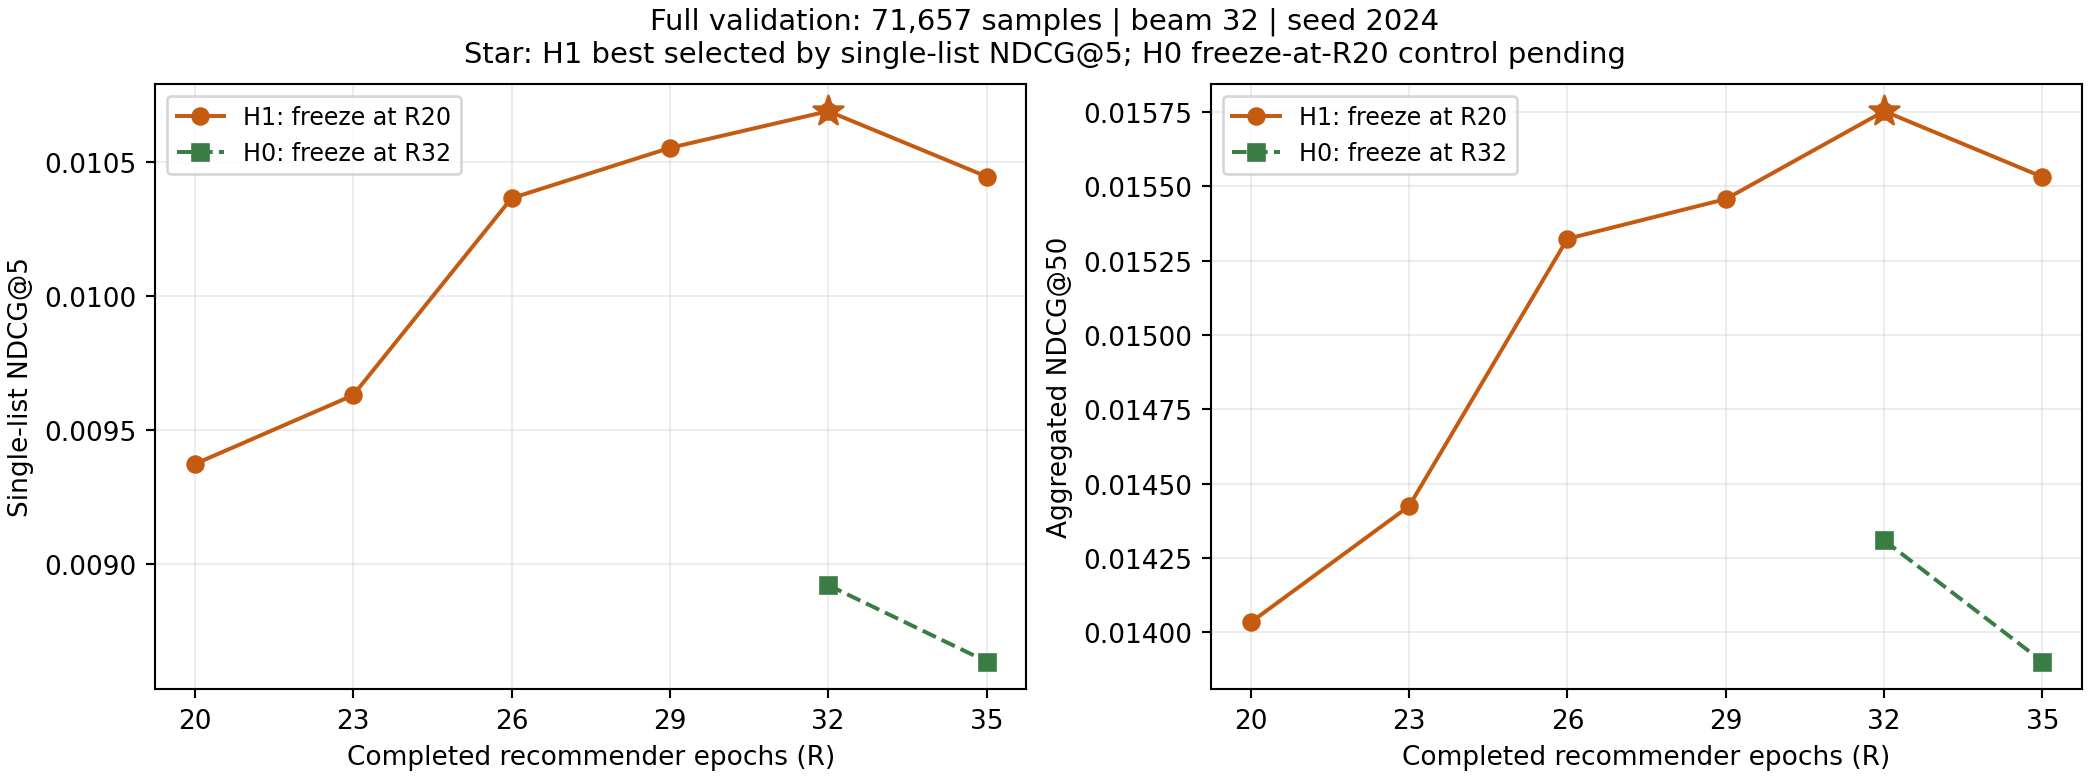 Full validation: 71,657 samples | beam 32 | seed 2024
Star: H1 best selected by single-list NDCG@5; H0 freeze-at-R20 control pending
H1: freeze at R20
H0: freeze at R32
0.0105
0.0100
0.0095
0.0090
Single-list NDCG@5
20 23 26 29 32 35
Completed recommender epochs (R)
H1: freeze at R20
H0: freeze at R32
0.01575
0.01550
0.01525
0.01500
0.01475
0.01450
0.01425
0.01400
Aggregated NDCG@50
20 23 26 29 32 35
Completed recommender epochs (R)